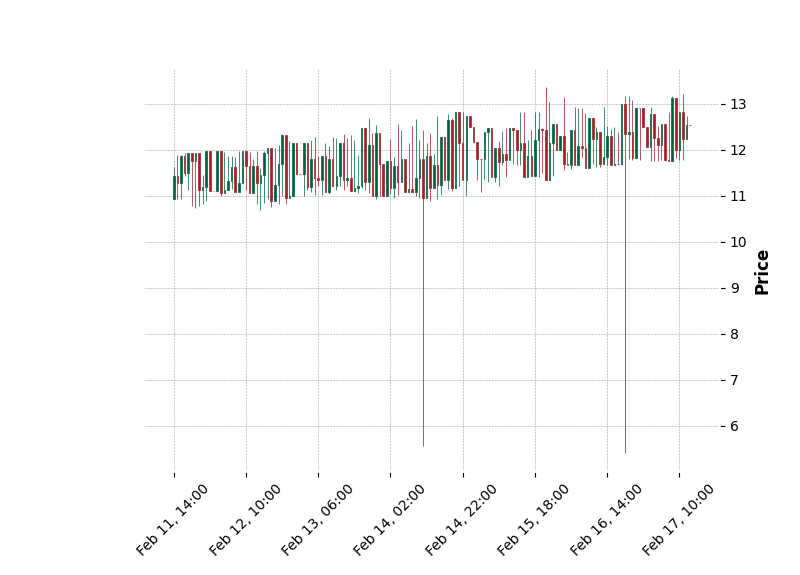 13
12
11
10
9
8
7
6
Price
Feb 11, 14:00
Feb 12, 10:00
Feb 13, 06:00
Feb 14, 02:00
Feb 14, 22:00
Feb 15, 18:00
Feb 16, 14:00
Feb 17, 10:00